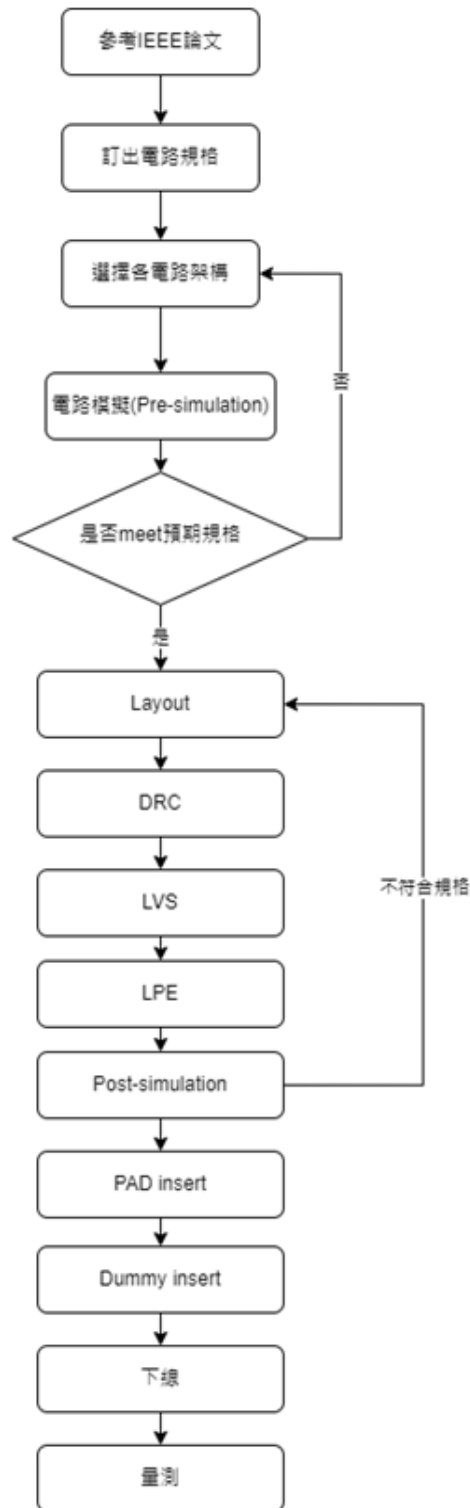 參考IEEE論文
訂出電路規格
選擇各電路架構
否
電路模擬(Pre-simulation)
是否meet預期規格
是
Layout
DRC
不符合規格
LVS
LPE
Post-simulation
PAD insert
Dummy insert
下線
量測